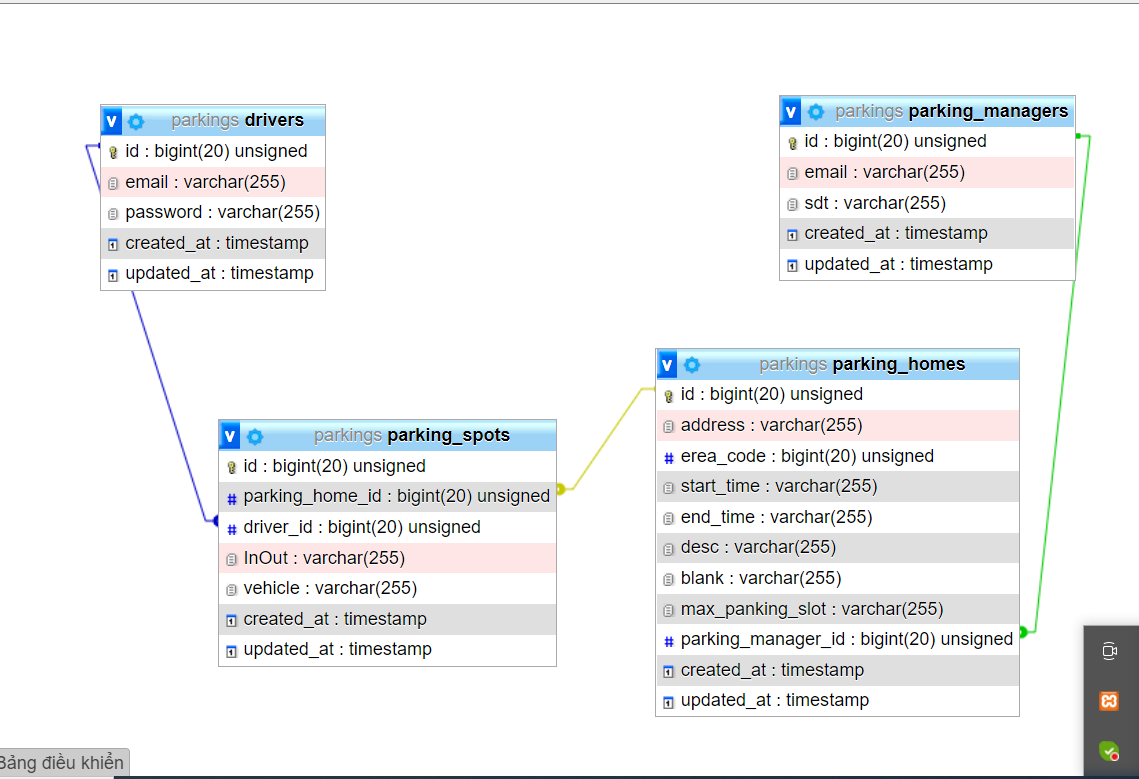 v parkings drivers
id : bigint(20) unsigned
email : varchar(255)
password : varchar(255)
created_at : timestamp
updated_at : timestamp
v parkings parking_managers
id : bigint(20) unsigned
email : varchar(255)
sdt : varchar(255)
created_at : timestamp
updated_at : timestamp
v parkings parking_spots
id : bigint(20) unsigned
# parking_home_id : bigint(20) unsigned
# driver_id : bigint(20) unsigned
InOut : varchar(255)
vehicle : varchar(255)
created_at : timestamp
updated_at : timestamp
v parkings parking_homes
id : bigint(20) unsigned
address : varchar(255)
# erea_code : bigint(20) unsigned
start_time : varchar(255)
end_time : varchar(255)
desc : varchar(255)
blank : varchar(255)
max_panking_slot : varchar(255)
# parking_manager_id : bigint(20) unsigned
created_at : timestamp
updated_at : timestamp
Bảng điều khiển